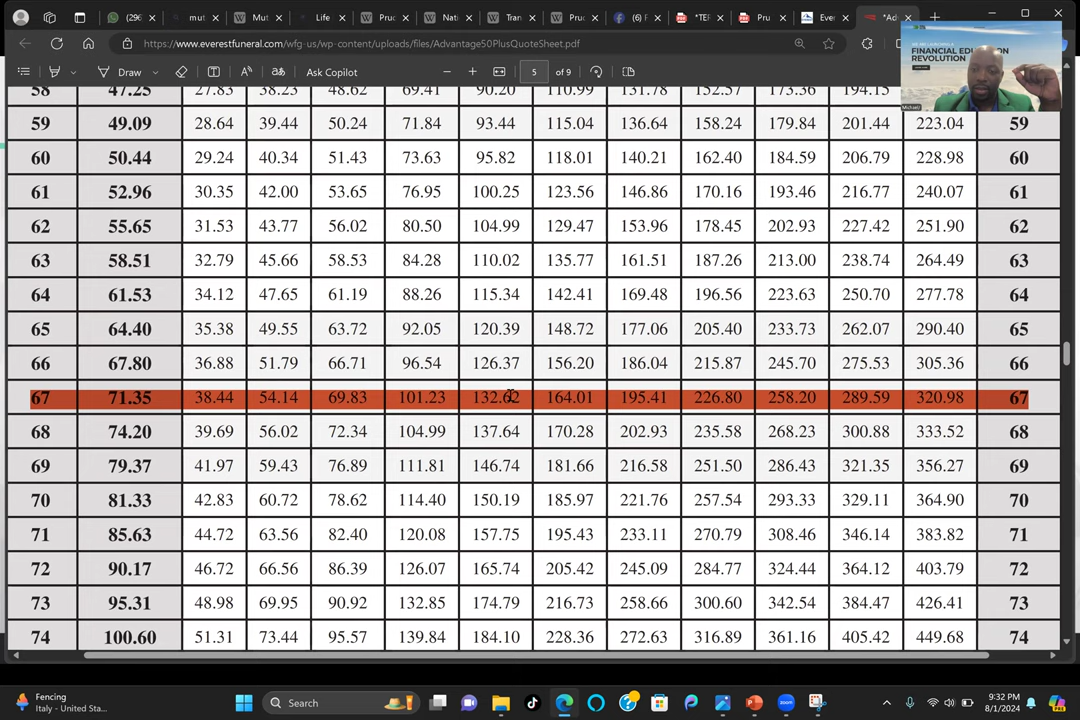 (296
mut
Mut
Life
Pruc
Nati
Tran
Pruc
(6) F
*TEF
Pru
Ever
*Ad
https://www.everestfuneral.com/wfg-us/wp-content/uploads/files/Advantage50PlusQuoteSheet.pdf
Draw
Ask Copilot
5 of 9
FINANCIAL EDUCATION
REVOLUTION
Michael
58 47.25 27.83 38.23 48.62 69.41 90.20 110.99 131.78 152.57 173.36 194.15
59 49.09 28.64 39.44 50.24 71.84 93.44 115.04 136.64 158.24 179.84 201.44 223.04 59
60 50.44 29.24 40.34 51.43 73.63 95.82 118.01 140.21 162.40 184.59 206.79 228.98 60
61 52.96 30.35 42.00 53.65 76.95 100.25 123.56 146.86 170.16 193.46 216.77 240.07 61
62 55.65 31.53 43.77 56.02 80.50 104.99 129.47 153.96 178.45 202.93 227.42 251.90 62
63 58.51 32.79 45.66 58.53 84.28 110.02 135.77 161.51 187.26 213.00 238.74 264.49 63
64 61.53 34.12 47.65 61.19 88.26 115.34 142.41 169.48 196.56 223.63 250.70 277.78 64
65 64.40 35.38 49.55 63.72 92.05 120.39 148.72 177.06 205.40 233.73 262.07 290.40 65
66 67.80 36.88 51.79 66.71 96.54 126.37 156.20 186.04 215.87 245.70 275.53 305.36 66
67 71.35 38.44 54.14 69.83 101.23 132.62 164.01 195.41 226.80 258.20 289.59 320.98 67
68 74.20 39.69 56.02 72.34 104.99 137.64 170.28 202.93 235.58 268.23 300.88 333.52 68
69 79.37 41.97 59.43 76.89 111.81 146.74 181.66 216.58 251.50 286.43 321.35 356.27 69
70 81.33 42.83 60.72 78.62 114.40 150.19 185.97 221.76 257.54 293.33 329.11 364.90 70
71 85.63 44.72 63.56 82.40 120.08 157.75 195.43 233.11 270.79 308.46 346.14 383.82 71
72 90.17 46.72 66.56 86.39 126.07 165.74 205.42 245.09 284.77 324.44 364.12 403.79 72
73 95.31 48.98 69.95 90.92 132.85 174.79 216.73 258.66 300.60 342.54 384.47 426.41 73
74 100.60 51.31 73.44 95.57 139.84 184.10 228.36 272.63 316.89 361.16 405.42 449.68 74
Fencing
Italy - United Sta...
Search
9:32 PM
8/1/2024